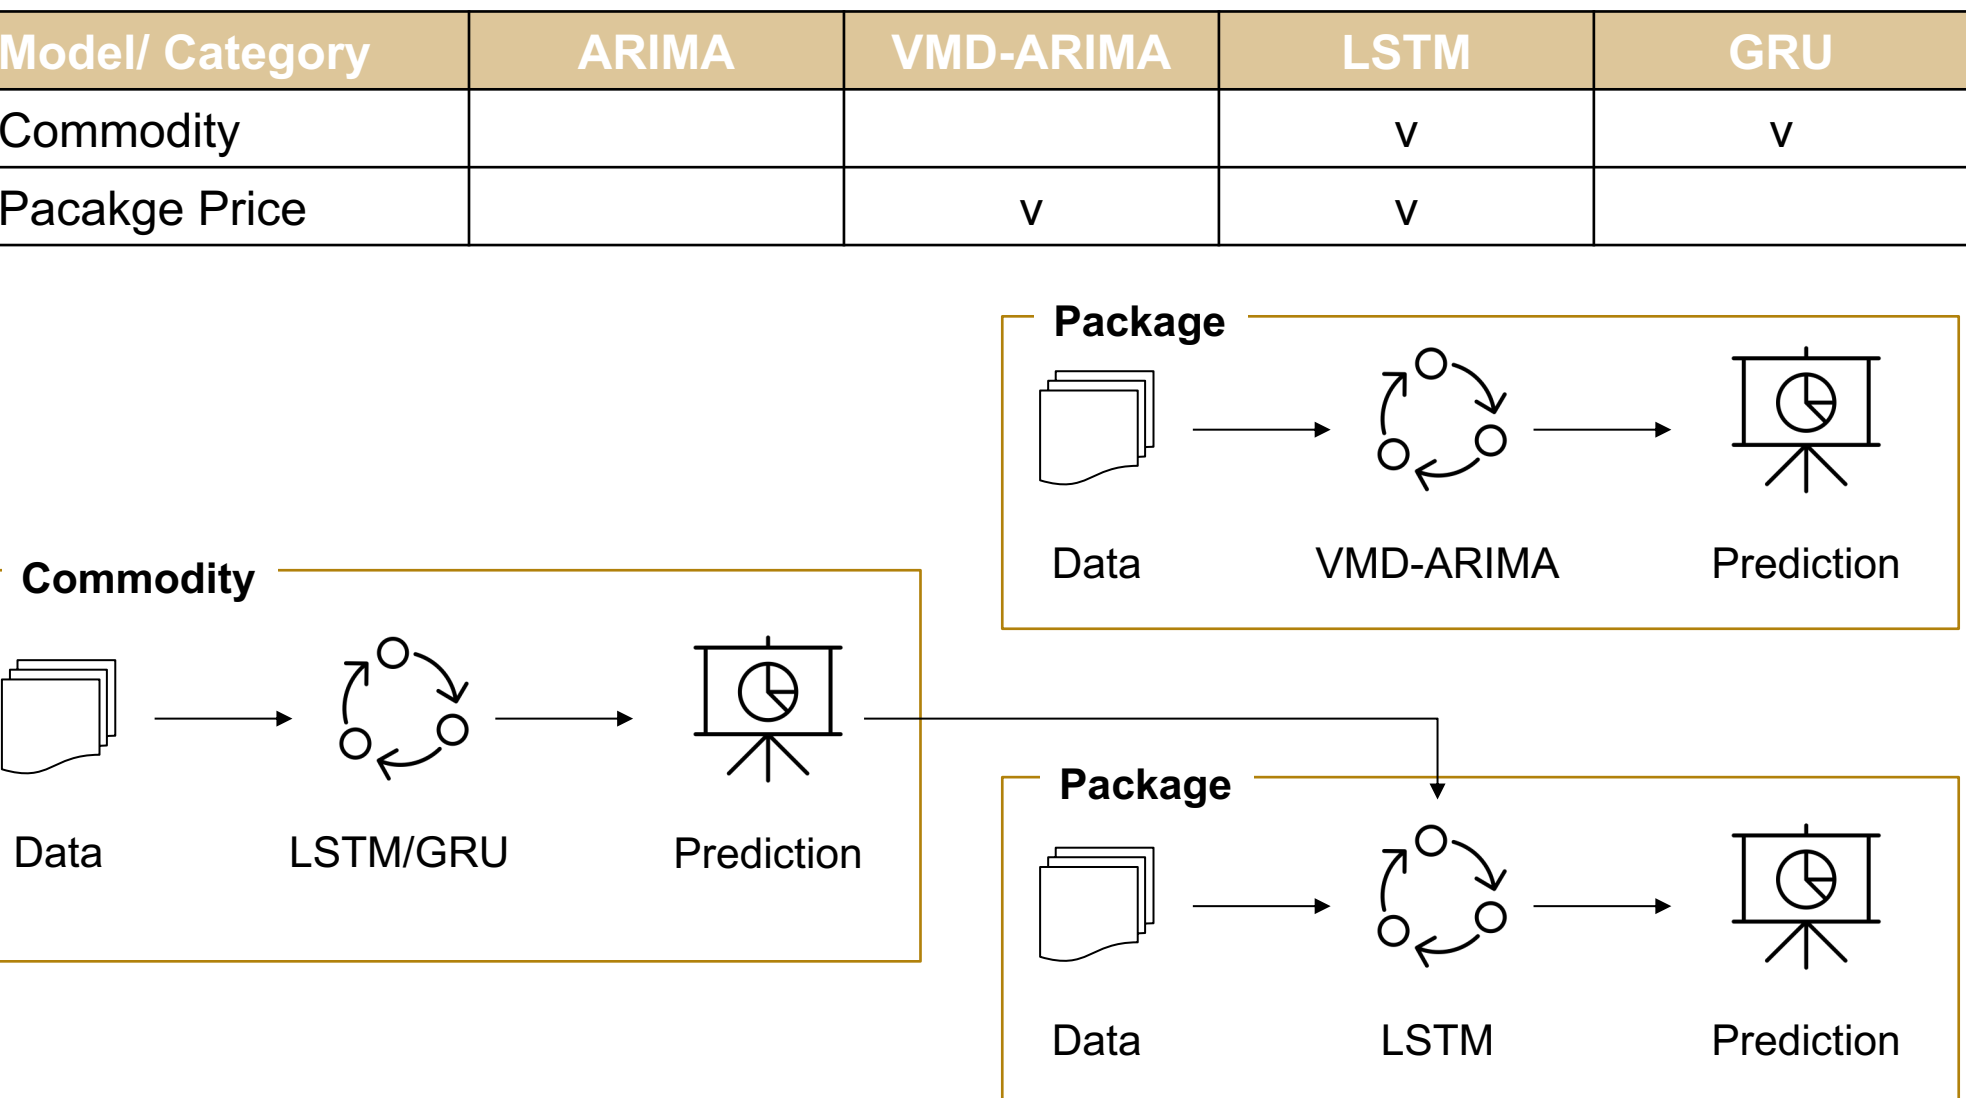 Model/ Category ARIMA VMD-ARIMA LSTM GRU
Commodity v v
Pacakge Price v v
Package
Data VMD-ARIMA Prediction
Commodity
Data LSTM/GRU Prediction
Package
Data LSTM Prediction